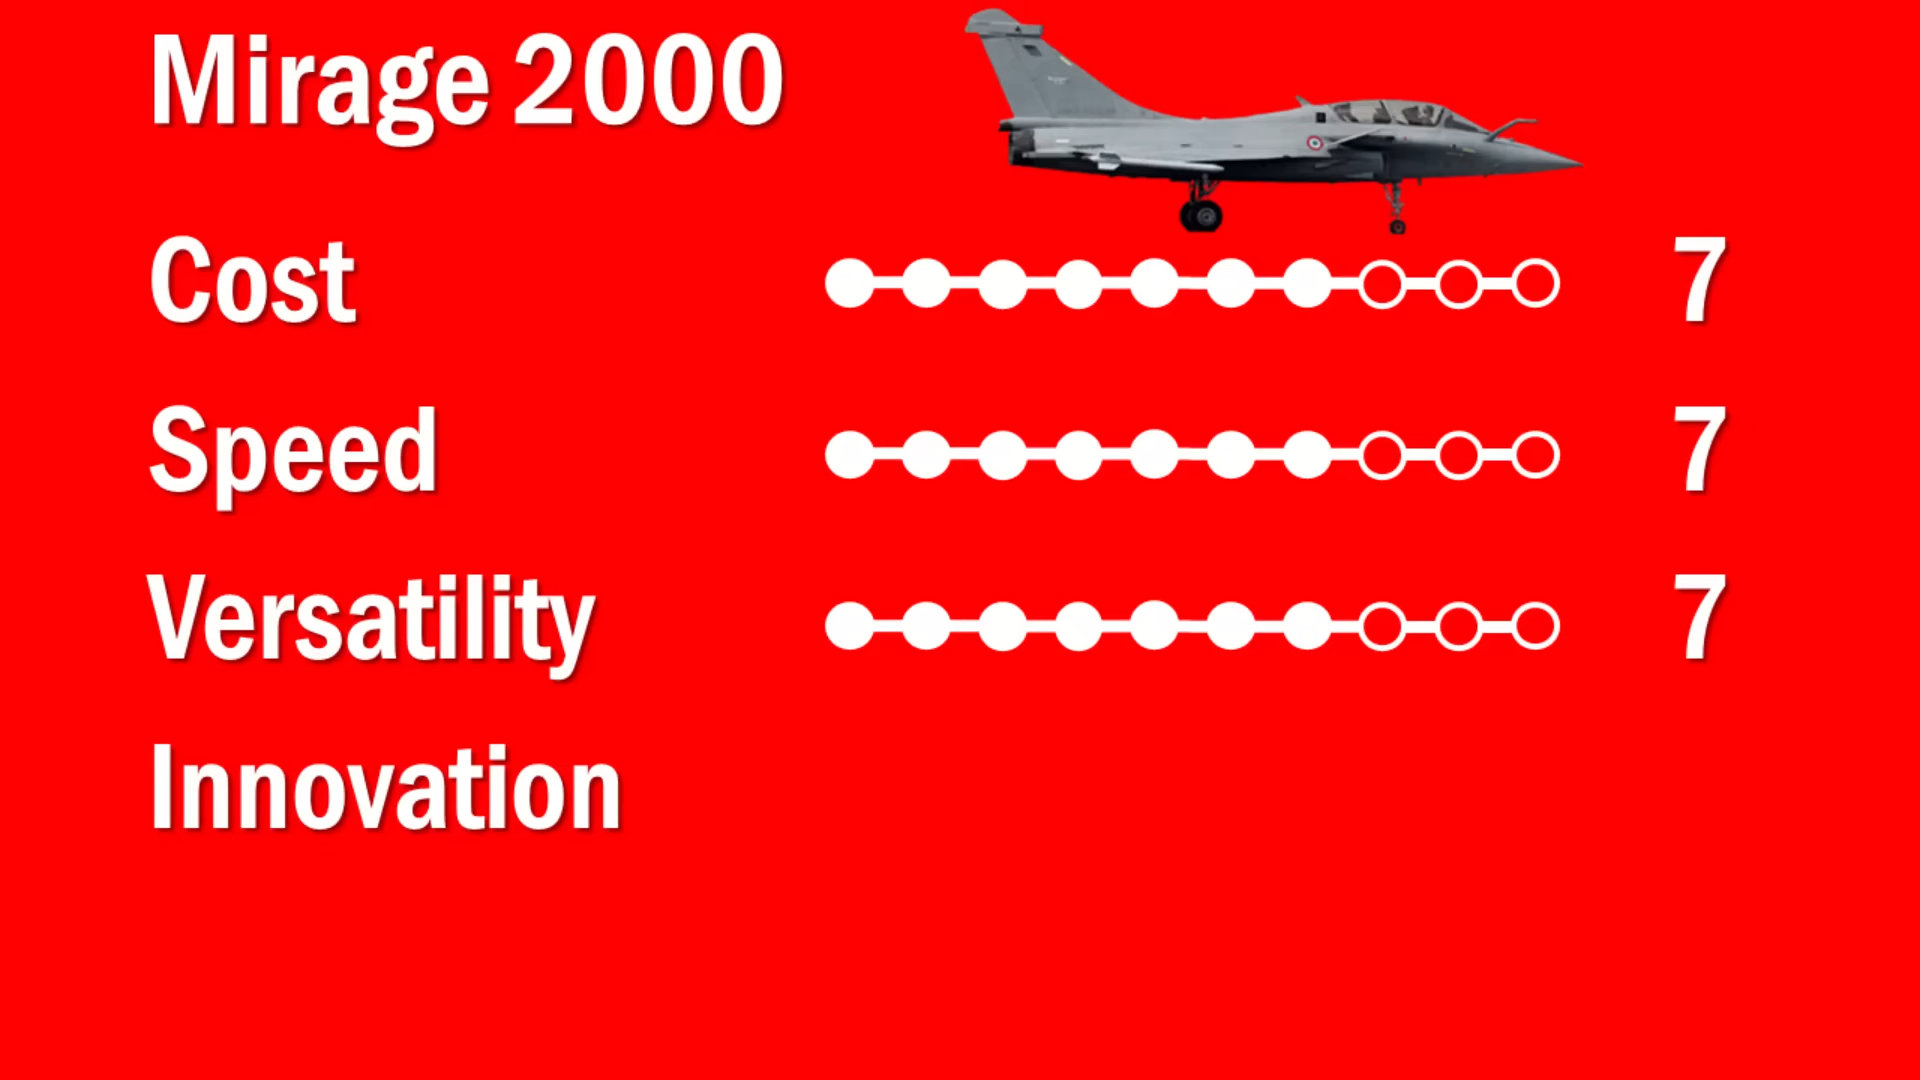 Mirage 2000
Cost 7
Speed 7
Versatility 7
Innovation